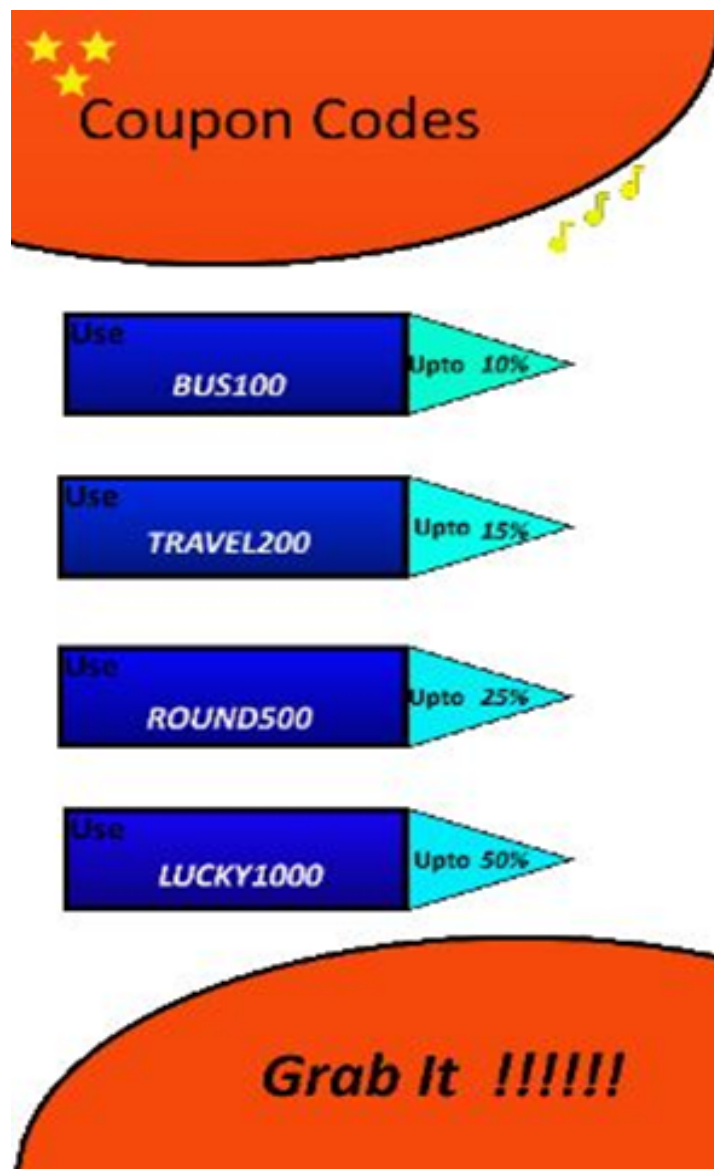 Coupon Codes
Use
BUS100
Upto 10%
Use
TRAVEL200
Upto 15%
Use
ROUND500
Upto 25%
Use
LUCKY1000
Upto 50%
Grab It !!!!!!